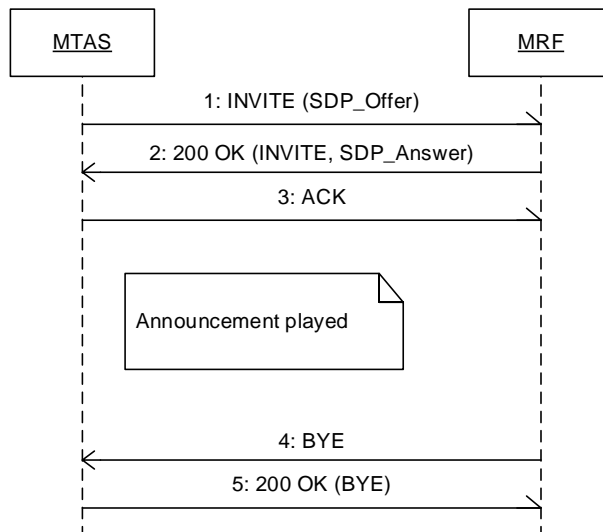 MTAS
MRF
1: INVITE (SDP_Offer)
2: 200 OK (INVITE, SDP_Answer)
3: ACK
Announcement played
4: BYE
5: 200 OK (BYE)